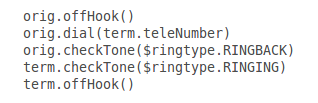 orig.offHook()
orig.dial(term.teleNumber)
orig.checkTone($ringtype.RINGBACK)
term.checkTone($ringtype.RINGING)
term.offHook()